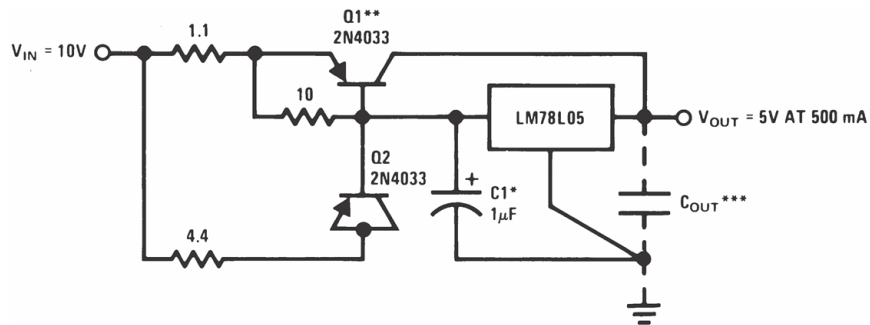 Q1**
2N4033
1.1
V_IN = 10V
10
LM78L05
V_OUT = 5V AT 500 mA
Q2
2N4033
C1*
1μF
+
C_OUT***
4.4